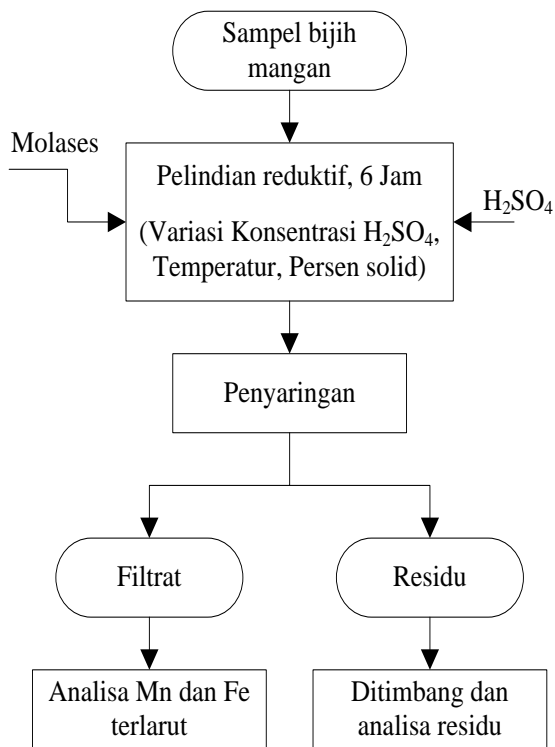 Sampel bijih
mangan
Molases
Pelindian reduktif, 6 Jam
(Variasi Konsentrasi H₂SO₄,
Temperatur, Persen solid)
H₂SO₄
Penyaringan
Filtrat
Residu
Analisa Mn dan Fe
terlarut
Ditimbang dan
analisa residu